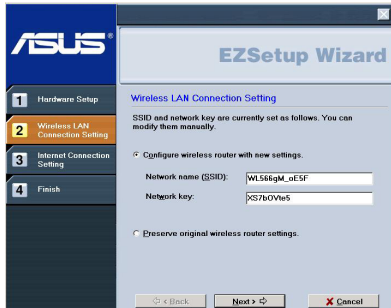 ASUS®
EZSetup Wizard
1 Hardware Setup
2 Wireless LAN
Connection Setting
3 Internet Connection
Setting
4 Finish
Wireless LAN Connection Setting
SSID and network key are currently set as follows. You can
modify them manually.
Configure wireless router with new settings.
Network name (SSID): WL566gM_oE5F
Network key: XS7bOVte5
Preserve original wireless router settings.
< Back
Next >
Cancel